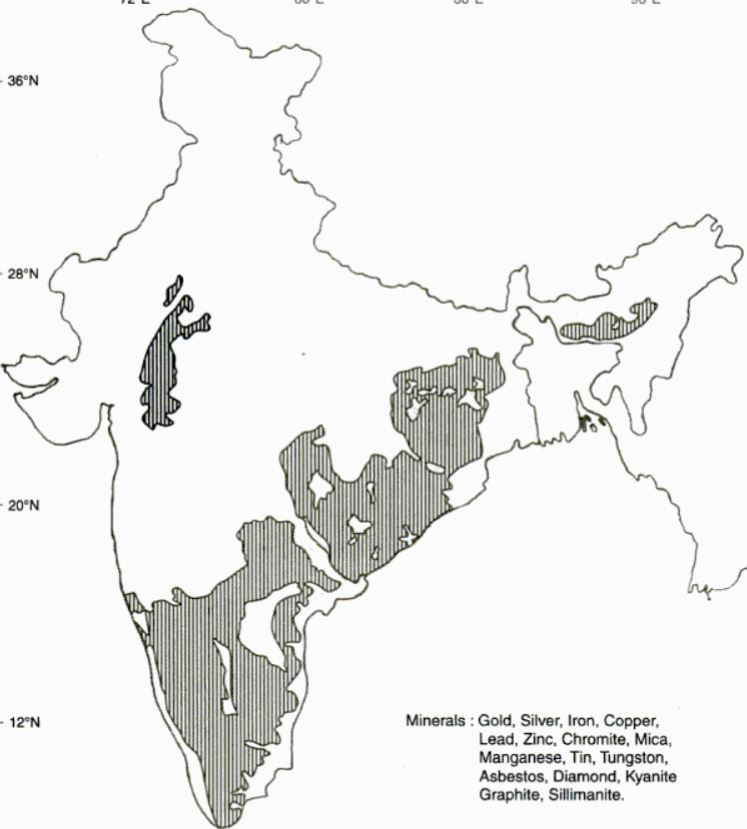 72°E
36°N
28°N
20°N
12°N
Minerals : Gold, Silver, Iron, Copper,
Lead, Zinc, Chromite, Mica,
Manganese, Tin, Tungston,
Asbestos, Diamond, Kyanite
Graphite, Sillimanite.